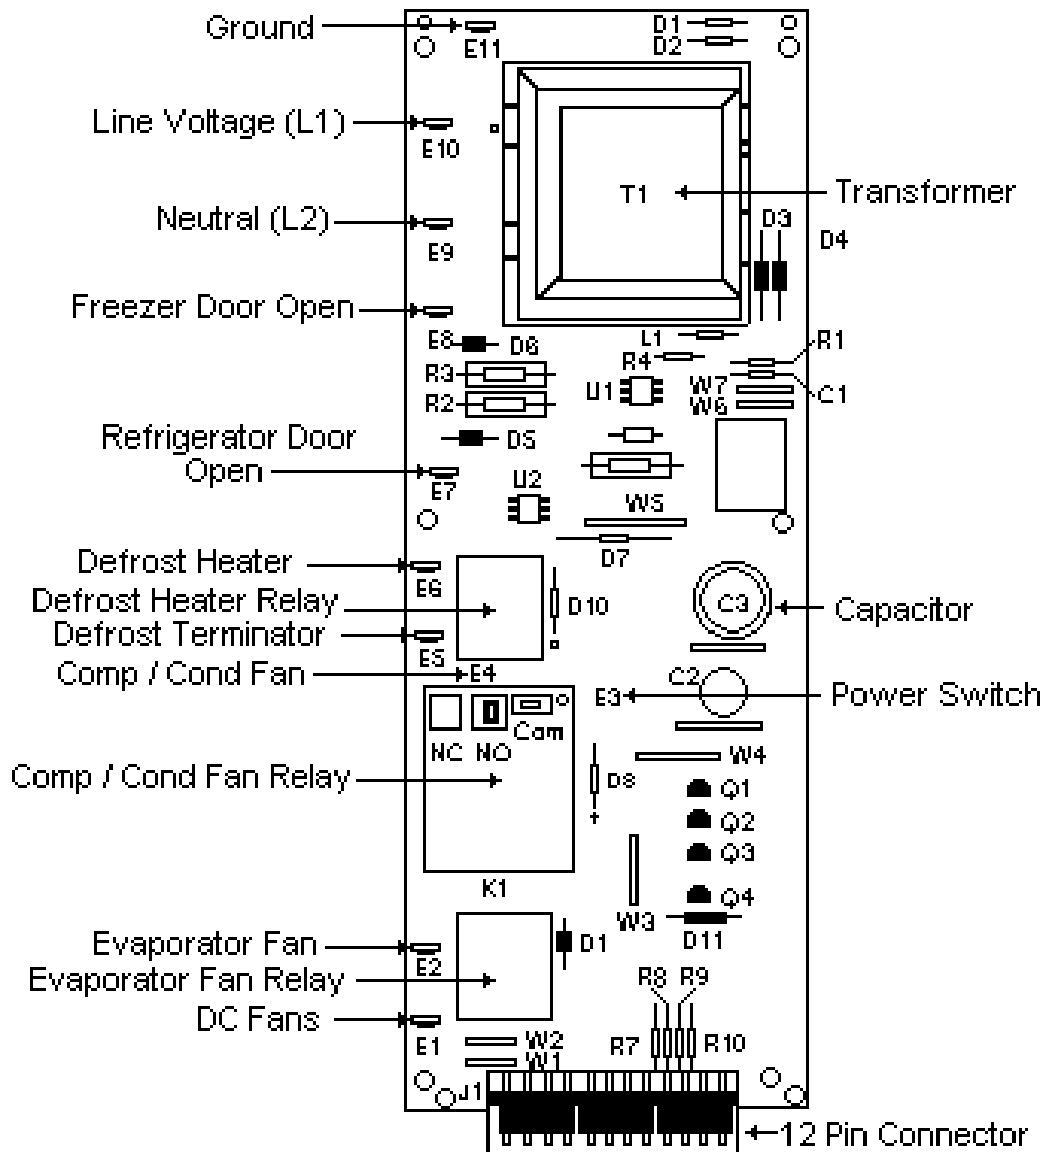 Ground
E11
D1
D2
Line Voltage (L1)
E10
T1
Transformer
Neutral (L2)
E9
D3
D4
Freezer Door Open
E8
D6
L1
R1
R4
R3
U1
W7
C1
R2
W6
Refrigerator Door
Open
D5
E7
U2
W5
D7
Defrost Heater
E6
Defrost Heater Relay
D10
C3
Capacitor
Defrost Terminator
E5
Comp / Cond Fan
E4
C2
E3
Power Switch
NC
NO
Com
W4
Comp / Cond Fan Relay
D8
+
Q1
Q2
Q3
Q4
K1
W3
D11
Evaporator Fan
E2
D1
Evaporator Fan Relay
R8
R9
DC Fans
E1
W2
R7
R10
W1
J1
12 Pin Connector